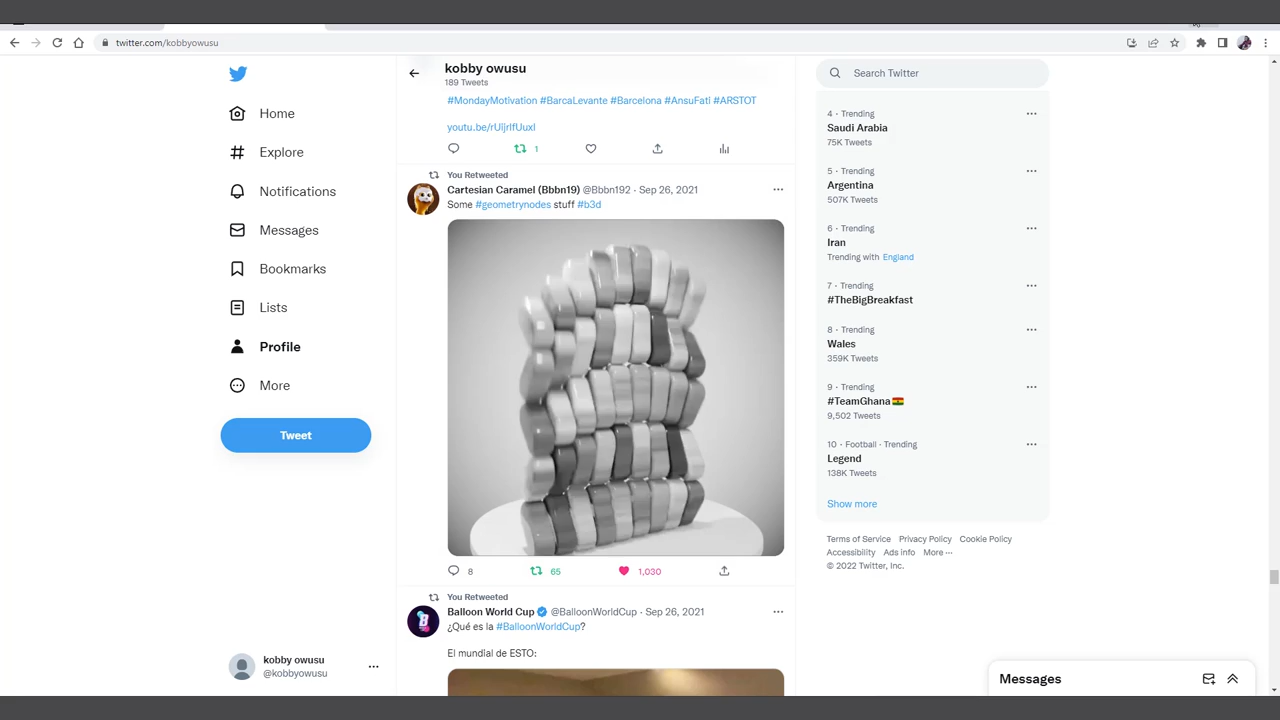 twitter.com/kobbyowusu
Home
Explore
Notifications
Messages
Bookmarks
Lists
Profile
More
Tweet
kobby owusu
@kobbyowusu
kobby owusu
189 Tweets
#MondayMotivation #BarcaLevante #Barcelona #AnsuFati #ARSTOT
youtu.be/rUljrIfUuxI
1
You Retweeted
Cartesian Caramel (Bbbn19) @Bbbn192 · Sep 26, 2021
Some #geometrynodes stuff #b3d
8 65 1,030
You Retweeted
Balloon World Cup @BalloonWorldCup · Sep 26, 2021
¿Qué es la #BalloonWorldCup?
El mundial de ESTO:
Search Twitter
4 · Trending
Saudi Arabia
75K Tweets
5 · Trending
Argentina
507K Tweets
6 · Trending
Iran
Trending with England
7 · Trending
#TheBigBreakfast
8 · Trending
Wales
359K Tweets
9 · Trending
#TeamGhana
9,502 Tweets
10 · Football · Trending
Legend
138K Tweets
Show more
Terms of Service Privacy Policy Cookie Policy
Accessibility Ads info More ···
© 2022 Twitter, Inc.
Messages